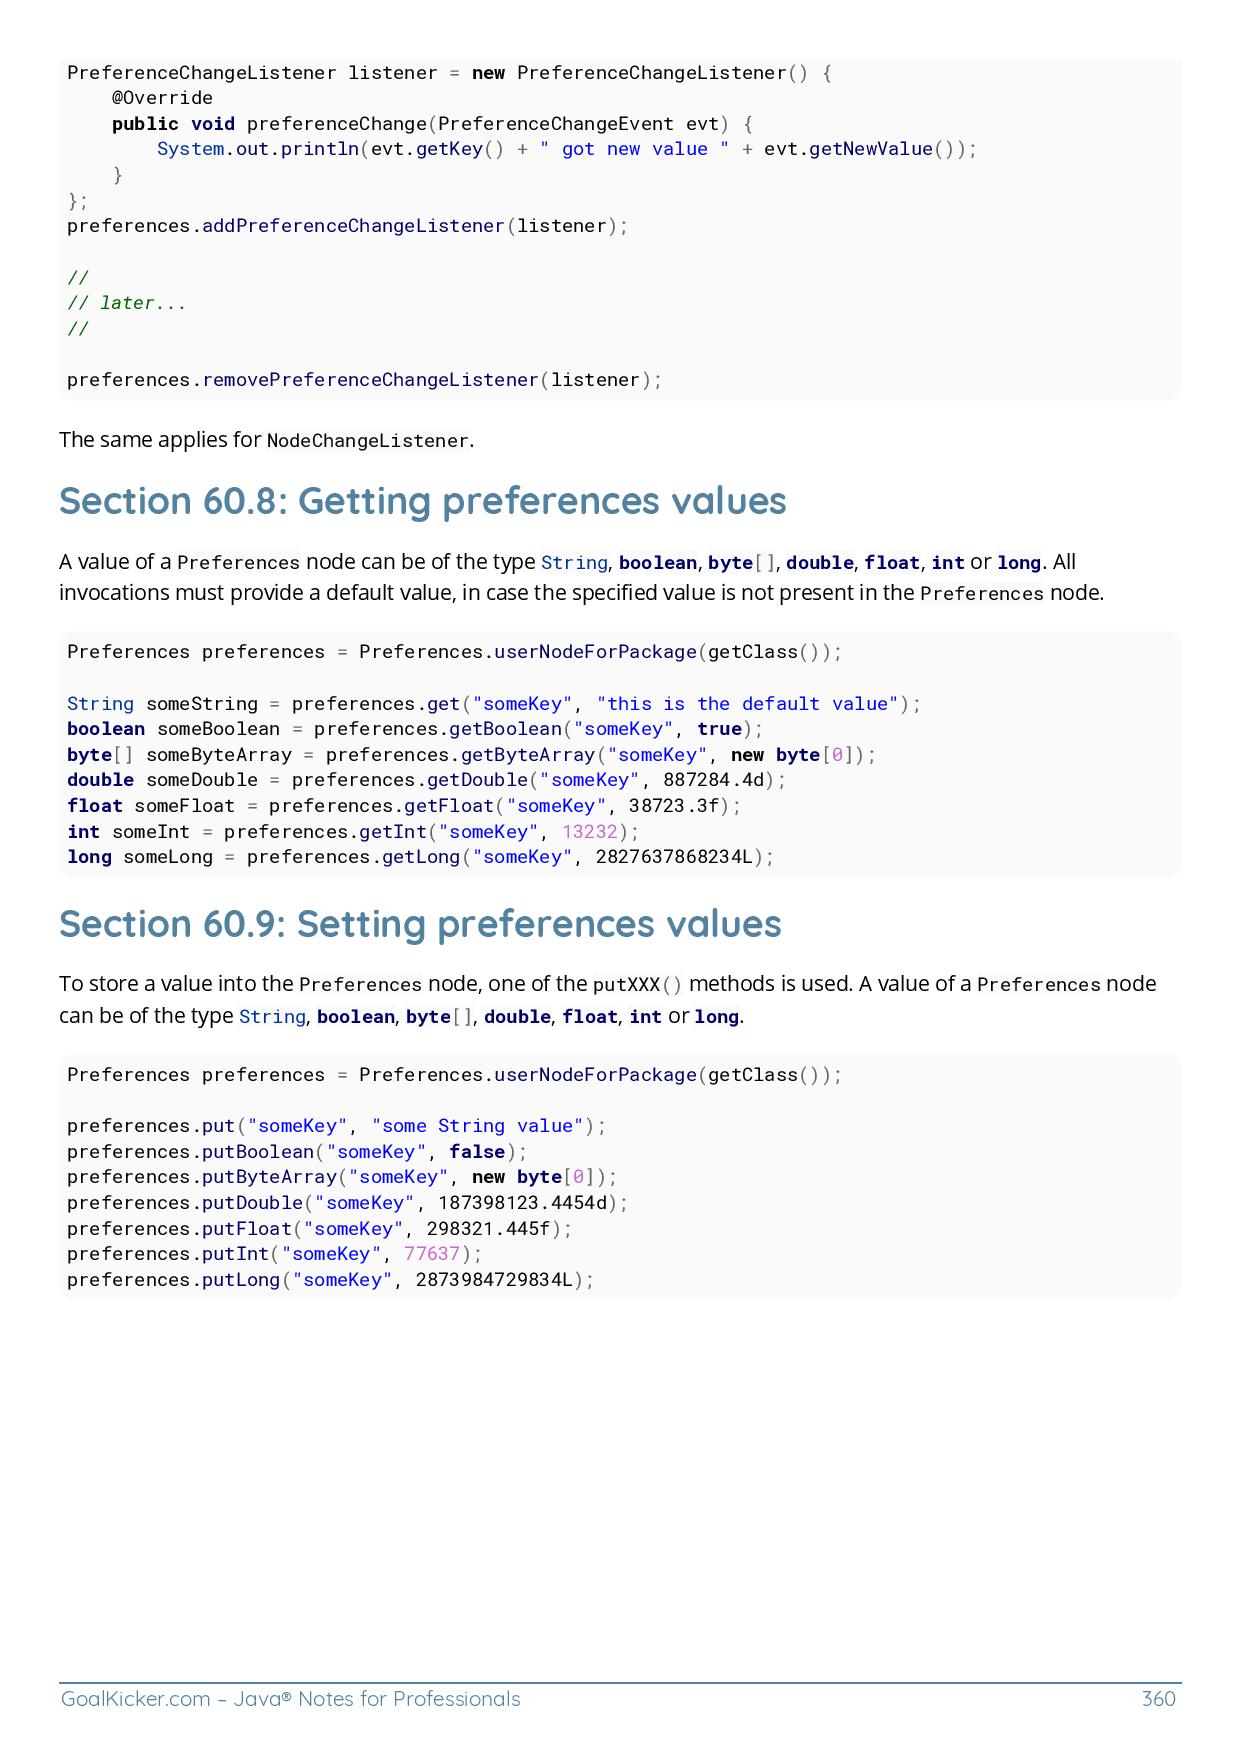 PreferenceChangeListener listener = new PreferenceChangeListener() {
    @Override
    public void preferenceChange(PreferenceChangeEvent evt) {
        System.out.println(evt.getKey() + " got new value " + evt.getNewValue());
    }
};
preferences.addPreferenceChangeListener(listener);

//
// later...
//

preferences.removePreferenceChangeListener(listener);
The same applies for NodeChangeListener.
Section 60.8: Getting preferences values
A value of a Preferences node can be of the type String, boolean, byte[], double, float, int or long. All
invocations must provide a default value, in case the specified value is not present in the Preferences node.
Preferences preferences = Preferences.userNodeForPackage(getClass());

String someString = preferences.get("someKey", "this is the default value");
boolean someBoolean = preferences.getBoolean("someKey", true);
byte[] someByteArray = preferences.getByteArray("someKey", new byte[0]);
double someDouble = preferences.getDouble("someKey", 887284.4d);
float someFloat = preferences.getFloat("someKey", 38723.3f);
int someInt = preferences.getInt("someKey", 13232);
long someLong = preferences.getLong("someKey", 2827637868234L);
Section 60.9: Setting preferences values
To store a value into the Preferences node, one of the putXXX() methods is used. A value of a Preferences node
can be of the type String, boolean, byte[], double, float, int or long.
Preferences preferences = Preferences.userNodeForPackage(getClass());

preferences.put("someKey", "some String value");
preferences.putBoolean("someKey", false);
preferences.putByteArray("someKey", new byte[0]);
preferences.putDouble("someKey", 187398123.4454d);
preferences.putFloat("someKey", 298321.445f);
preferences.putInt("someKey", 77637);
preferences.putLong("someKey", 2873984729834L);
GoalKicker.com – Java® Notes for Professionals 360